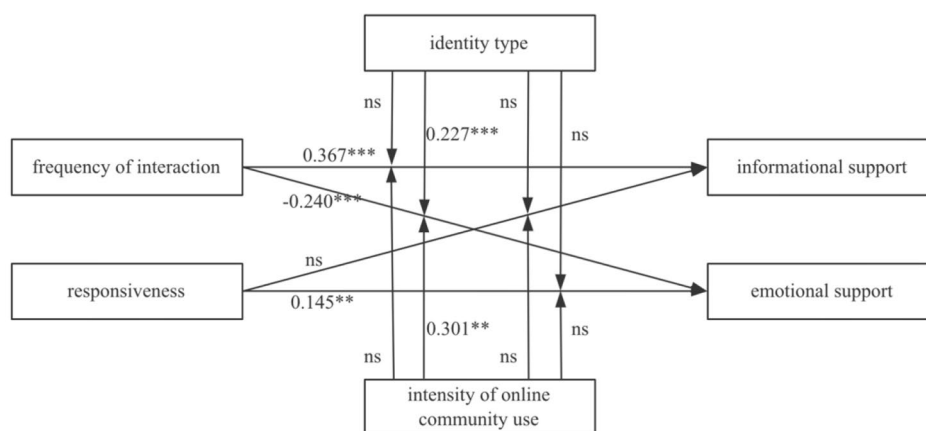 identity type
ns
ns
0.227***
ns
0.367***
frequency of interaction
informational support
-0.240***
ns
responsiveness
emotional support
0.145**
0.301**
ns
ns
ns
intensity of online
community use